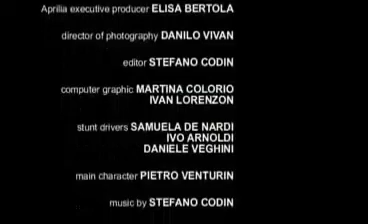 Aprilia executive producer ELISA BERTOLA
director of photography DANILO VIVAN
editor STEFANO CODIN
computer graphic MARTINA COLORIO
IVAN LORENZON
stunt drivers SAMUELA DE NARDI
IVO ARNOLDI
DANIELE VEGHINI
main character PIETRO VENTURIN
music by STEFANO CODIN